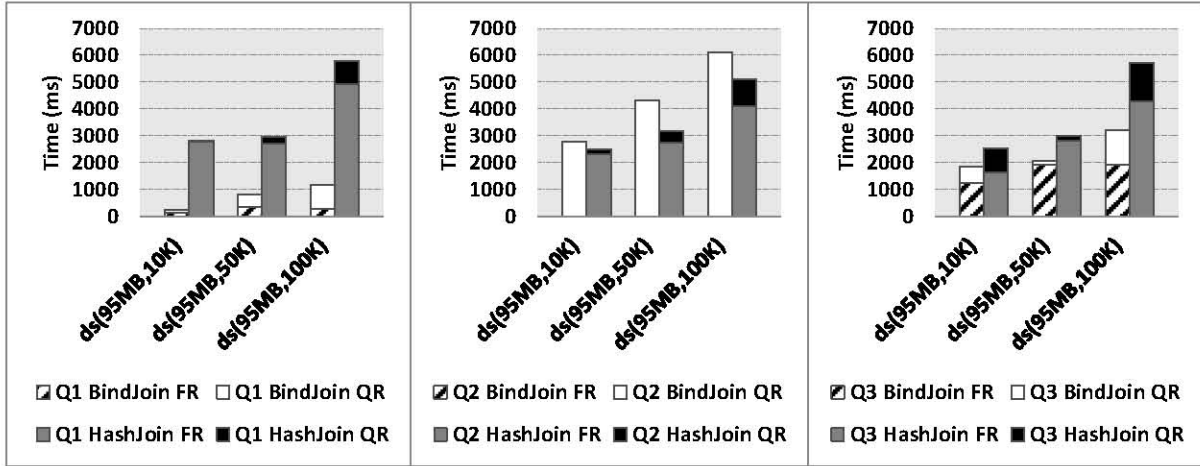 7000
6000
5000
4000
3000
2000
1000
0
Time (ms)
ds(95MB,10K)
ds(95MB,50K)
ds(95MB,100K)
Q1 BindJoin FR
Q1 BindJoin QR
Q1 HashJoin FR
Q1 HashJoin QR
7000
6000
5000
4000
3000
2000
1000
0
Time (ms)
ds(95MB,10K)
ds(95MB,50K)
ds(95MB,100K)
Q2 BindJoin FR
Q2 BindJoin QR
Q2 HashJoin FR
Q2 HashJoin QR
7000
6000
5000
4000
3000
2000
1000
0
Time (ms)
ds(95MB,10K)
ds(95MB,50K)
ds(95MB,100K)
Q3 BindJoin FR
Q3 BindJoin QR
Q3 HashJoin FR
Q3 HashJoin QR